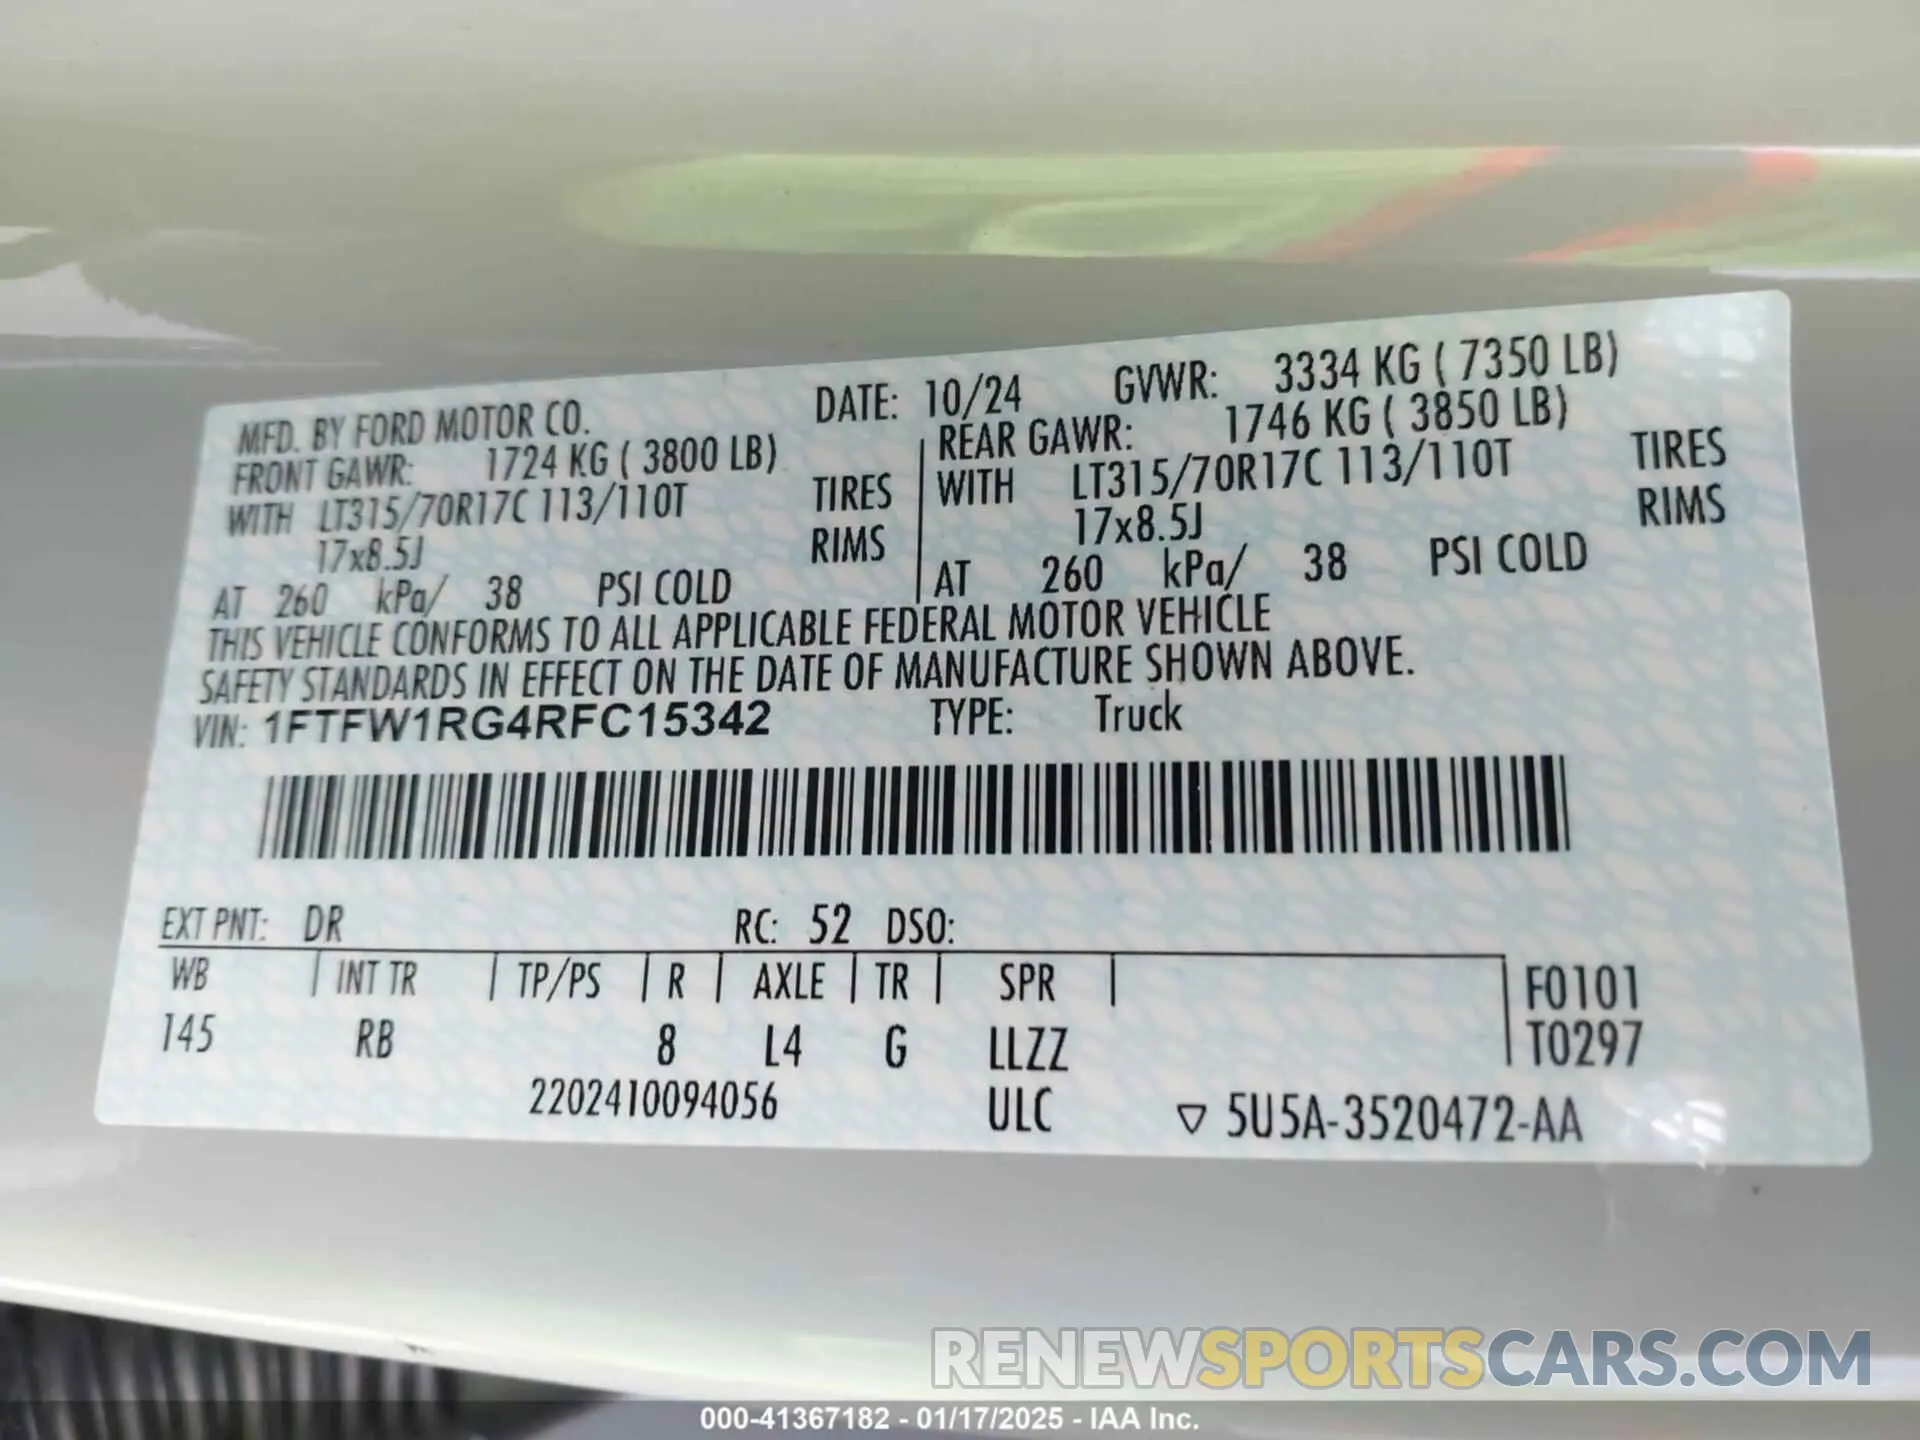 MFD. BY FORD MOTOR CO. DATE: 10/24 GVWR: 3334 KG ( 7350 LB)
FRONT GAWR: 1724 KG ( 3800 LB) REAR GAWR: 1746 KG ( 3850 LB)
WITH LT315/70R17C 113/110T TIRES WITH LT315/70R17C 113/110T TIRES
17x8.5J RIMS 17x8.5J RIMS
AT 260 kPa/ 38 PSI COLD AT 260 kPa/ 38 PSI COLD
THIS VEHICLE CONFORMS TO ALL APPLICABLE FEDERAL MOTOR VEHICLE
SAFETY STANDARDS IN EFFECT ON THE DATE OF MANUFACTURE SHOWN ABOVE.
VIN: 1FTFW1RG4RFC15342 TYPE: Truck
EXT PNT: DR RC: 52 DSO:
WB INT TR TP/PS R AXLE TR SPR F0101
145 RB 8 L4 G LLZZ T0297
2202410094056 ULC ▽ 5U5A-3520472-AA
RENEWSPORTSCARS.COM
000-41367182 - 01/17/2025 - IAA Inc.